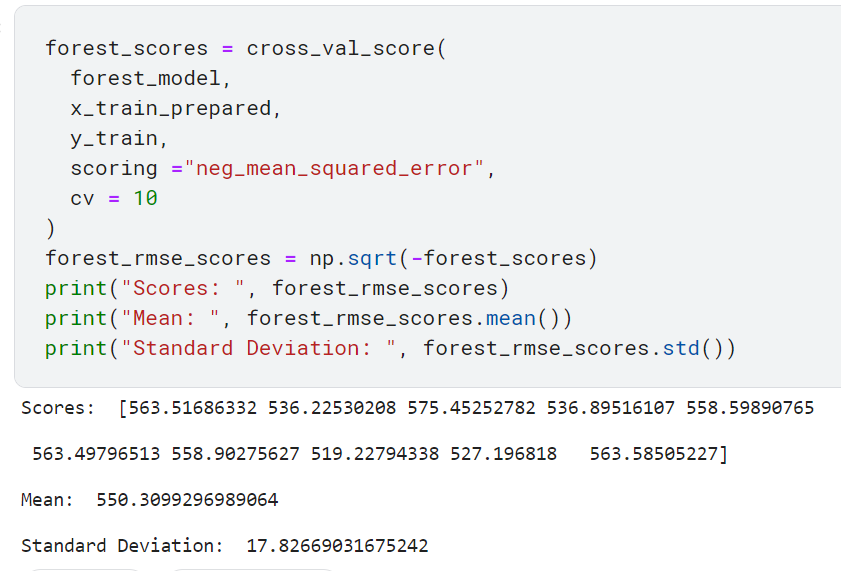 forest_scores = cross_val_score(
  forest_model,
  x_train_prepared,
  y_train,
  scoring ="neg_mean_squared_error",
  cv = 10
)
forest_rmse_scores = np.sqrt(-forest_scores)
print("Scores: ", forest_rmse_scores)
print("Mean: ", forest_rmse_scores.mean())
print("Standard Deviation: ", forest_rmse_scores.std())
Scores:  [563.51686332 536.22530208 575.45252782 536.89516107 558.59890765
 563.49796513 558.90275627 519.22794338 527.196818   563.58505227]
Mean:  550.3099296989064
Standard Deviation:  17.82669031675242